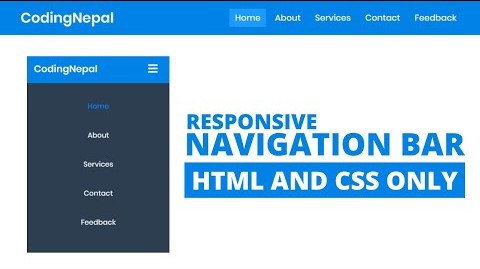 CodingNepal
Home About Services Contact Feedback
CodingNepal
Home
About
Services
Contact
Feedback
RESPONSIVE
NAVIGATION BAR
HTML AND CSS ONLY